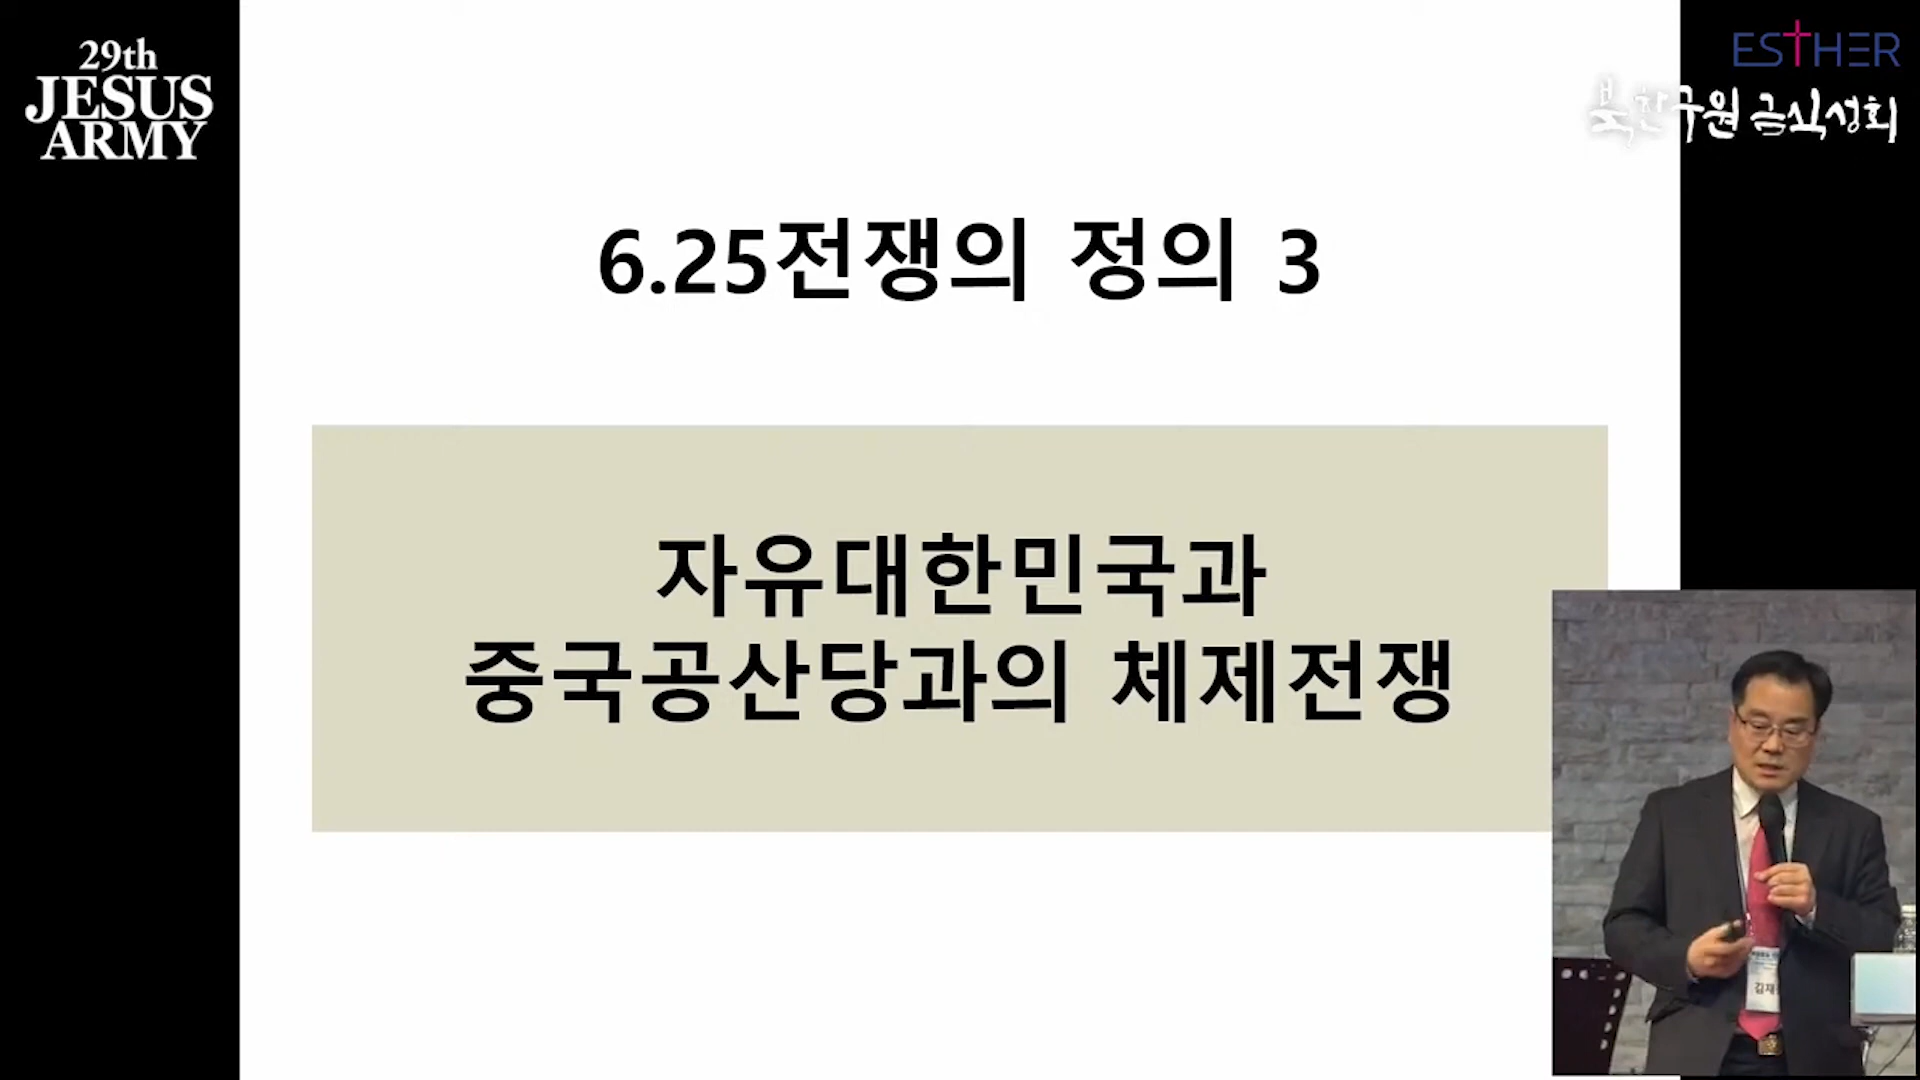 29th
JESUS
ARMY
ESTHER
북한구원 금식성회
6.25전쟁의 정의 3
자유대한민국과
중국공산당과의 체제전쟁
김재